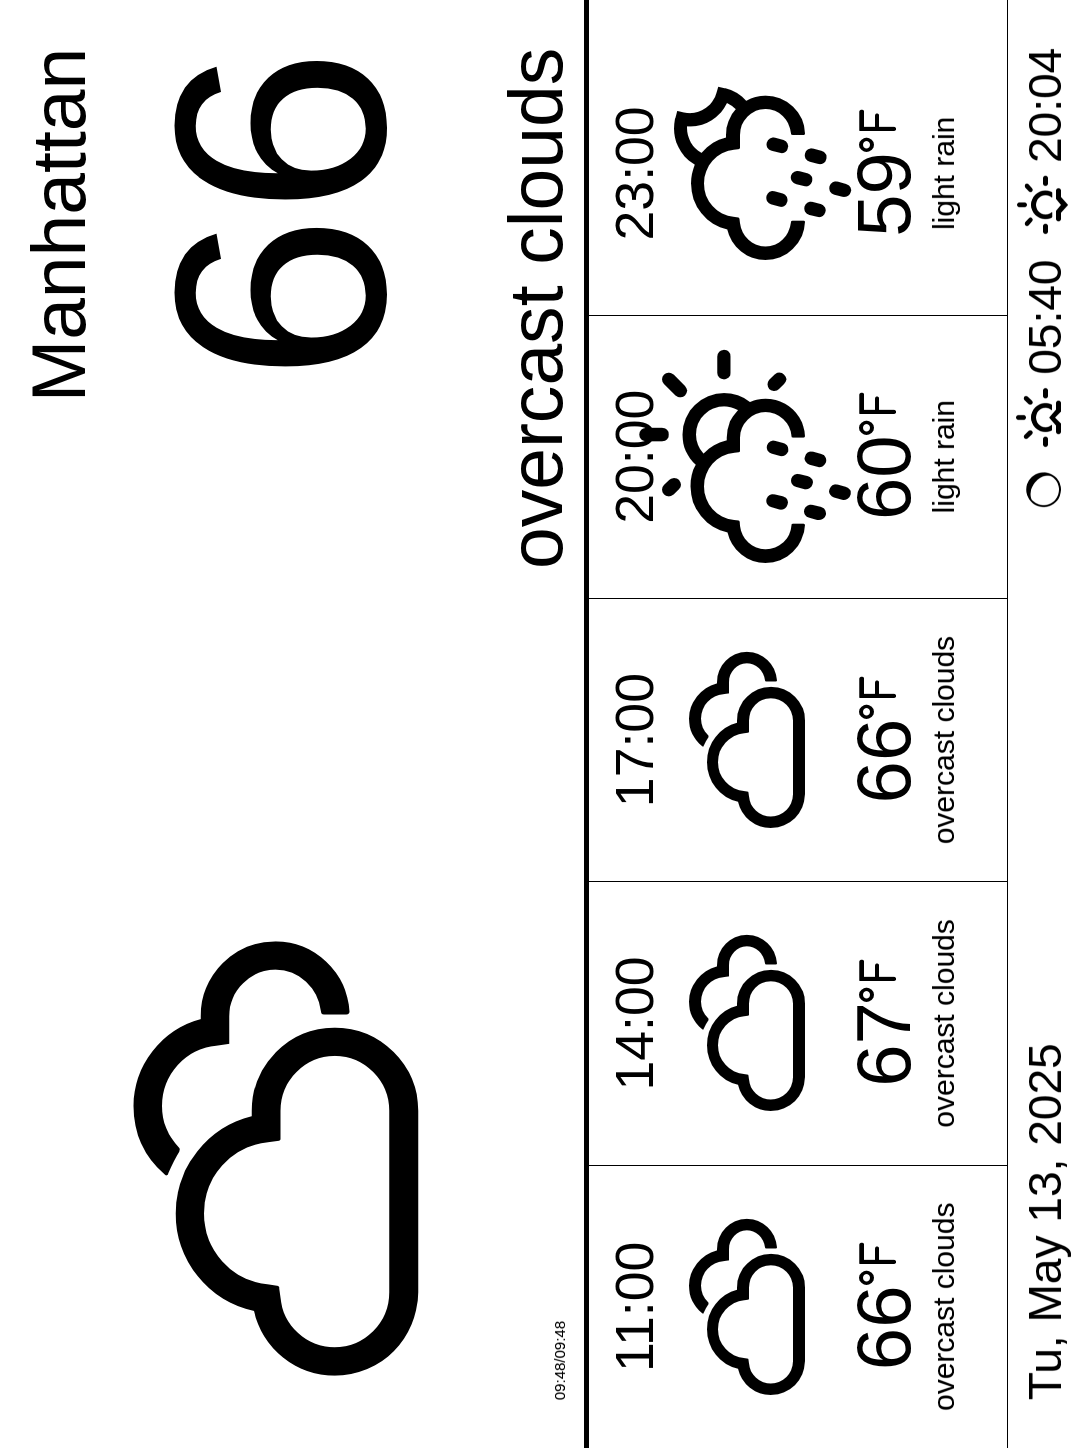 Manhattan
66
overcast clouds
09:48/09:48
11:00
66°F
overcast clouds
14:00
67°F
overcast clouds
17:00
66°F
overcast clouds
20:00
60°F
light rain
23:00
59°F
light rain
Tu, May 13, 2025
05:40
20:04